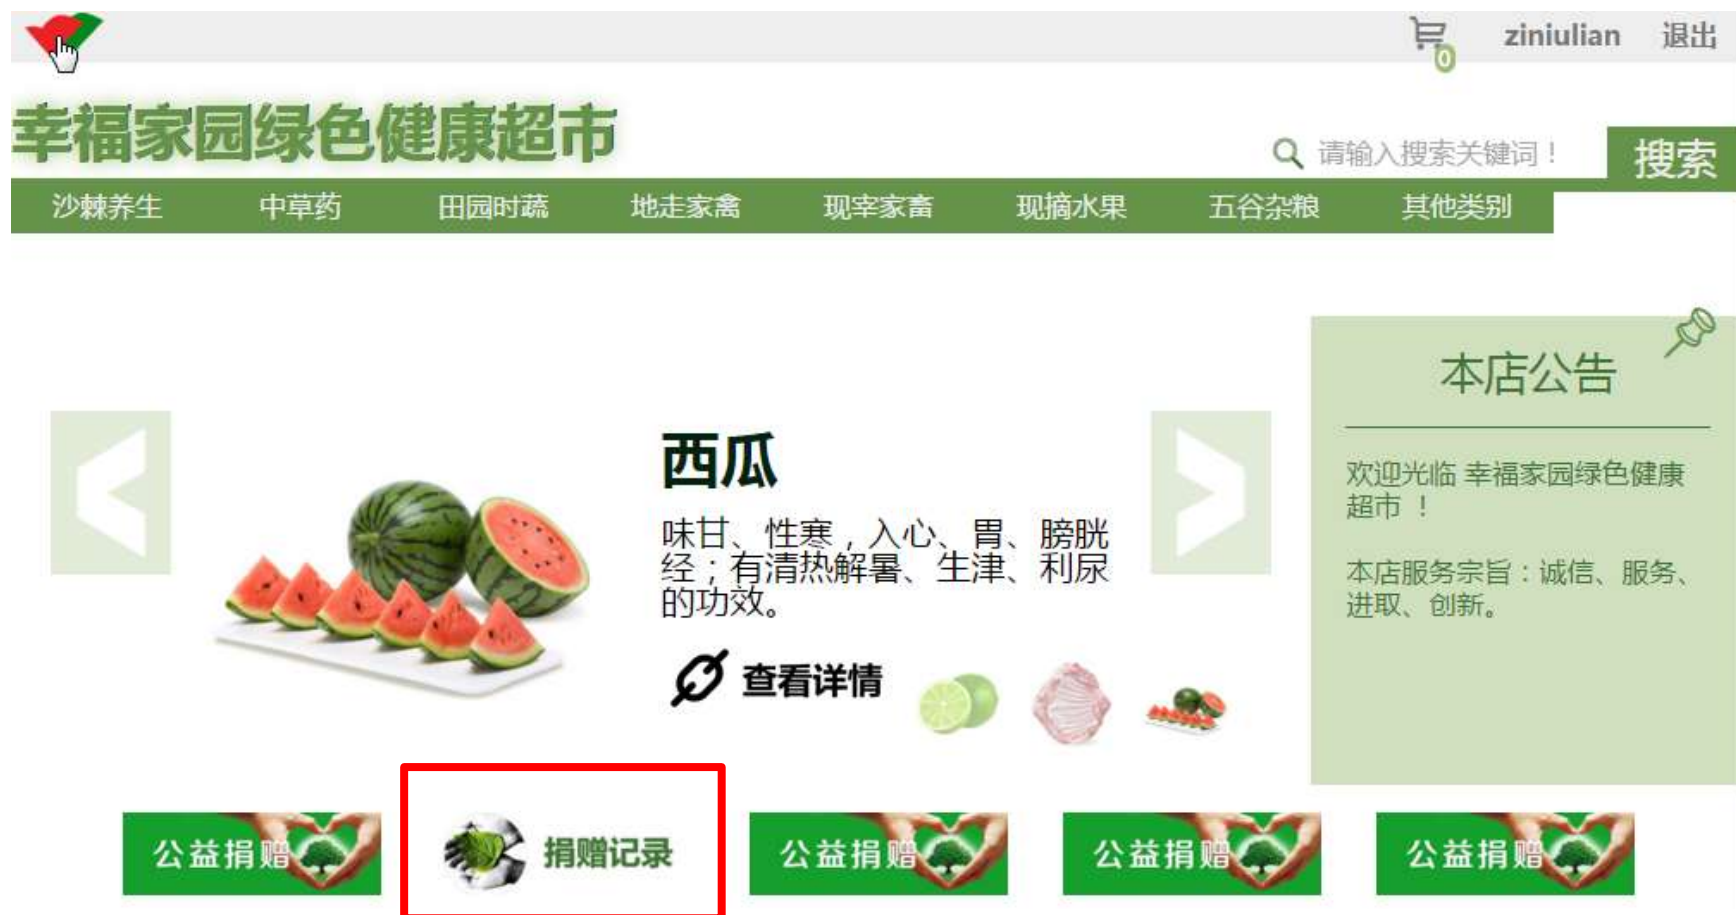 0
ziniulian
退出
幸福家园绿色健康超市
请输入搜索关键词！
搜索
沙棘养生
中草药
田园时蔬
地走家禽
现宰家畜
现摘水果
五谷杂粮
其他类别
西瓜
味甘、性寒，入心、胃、膀胱
经；有清热解暑、生津、利尿
的功效。
查看详情
本店公告
欢迎光临 幸福家园绿色健康
超市 ！
本店服务宗旨：诚信、服务、
进取、创新。
公益捐赠
捐赠记录
公益捐赠
公益捐赠
公益捐赠